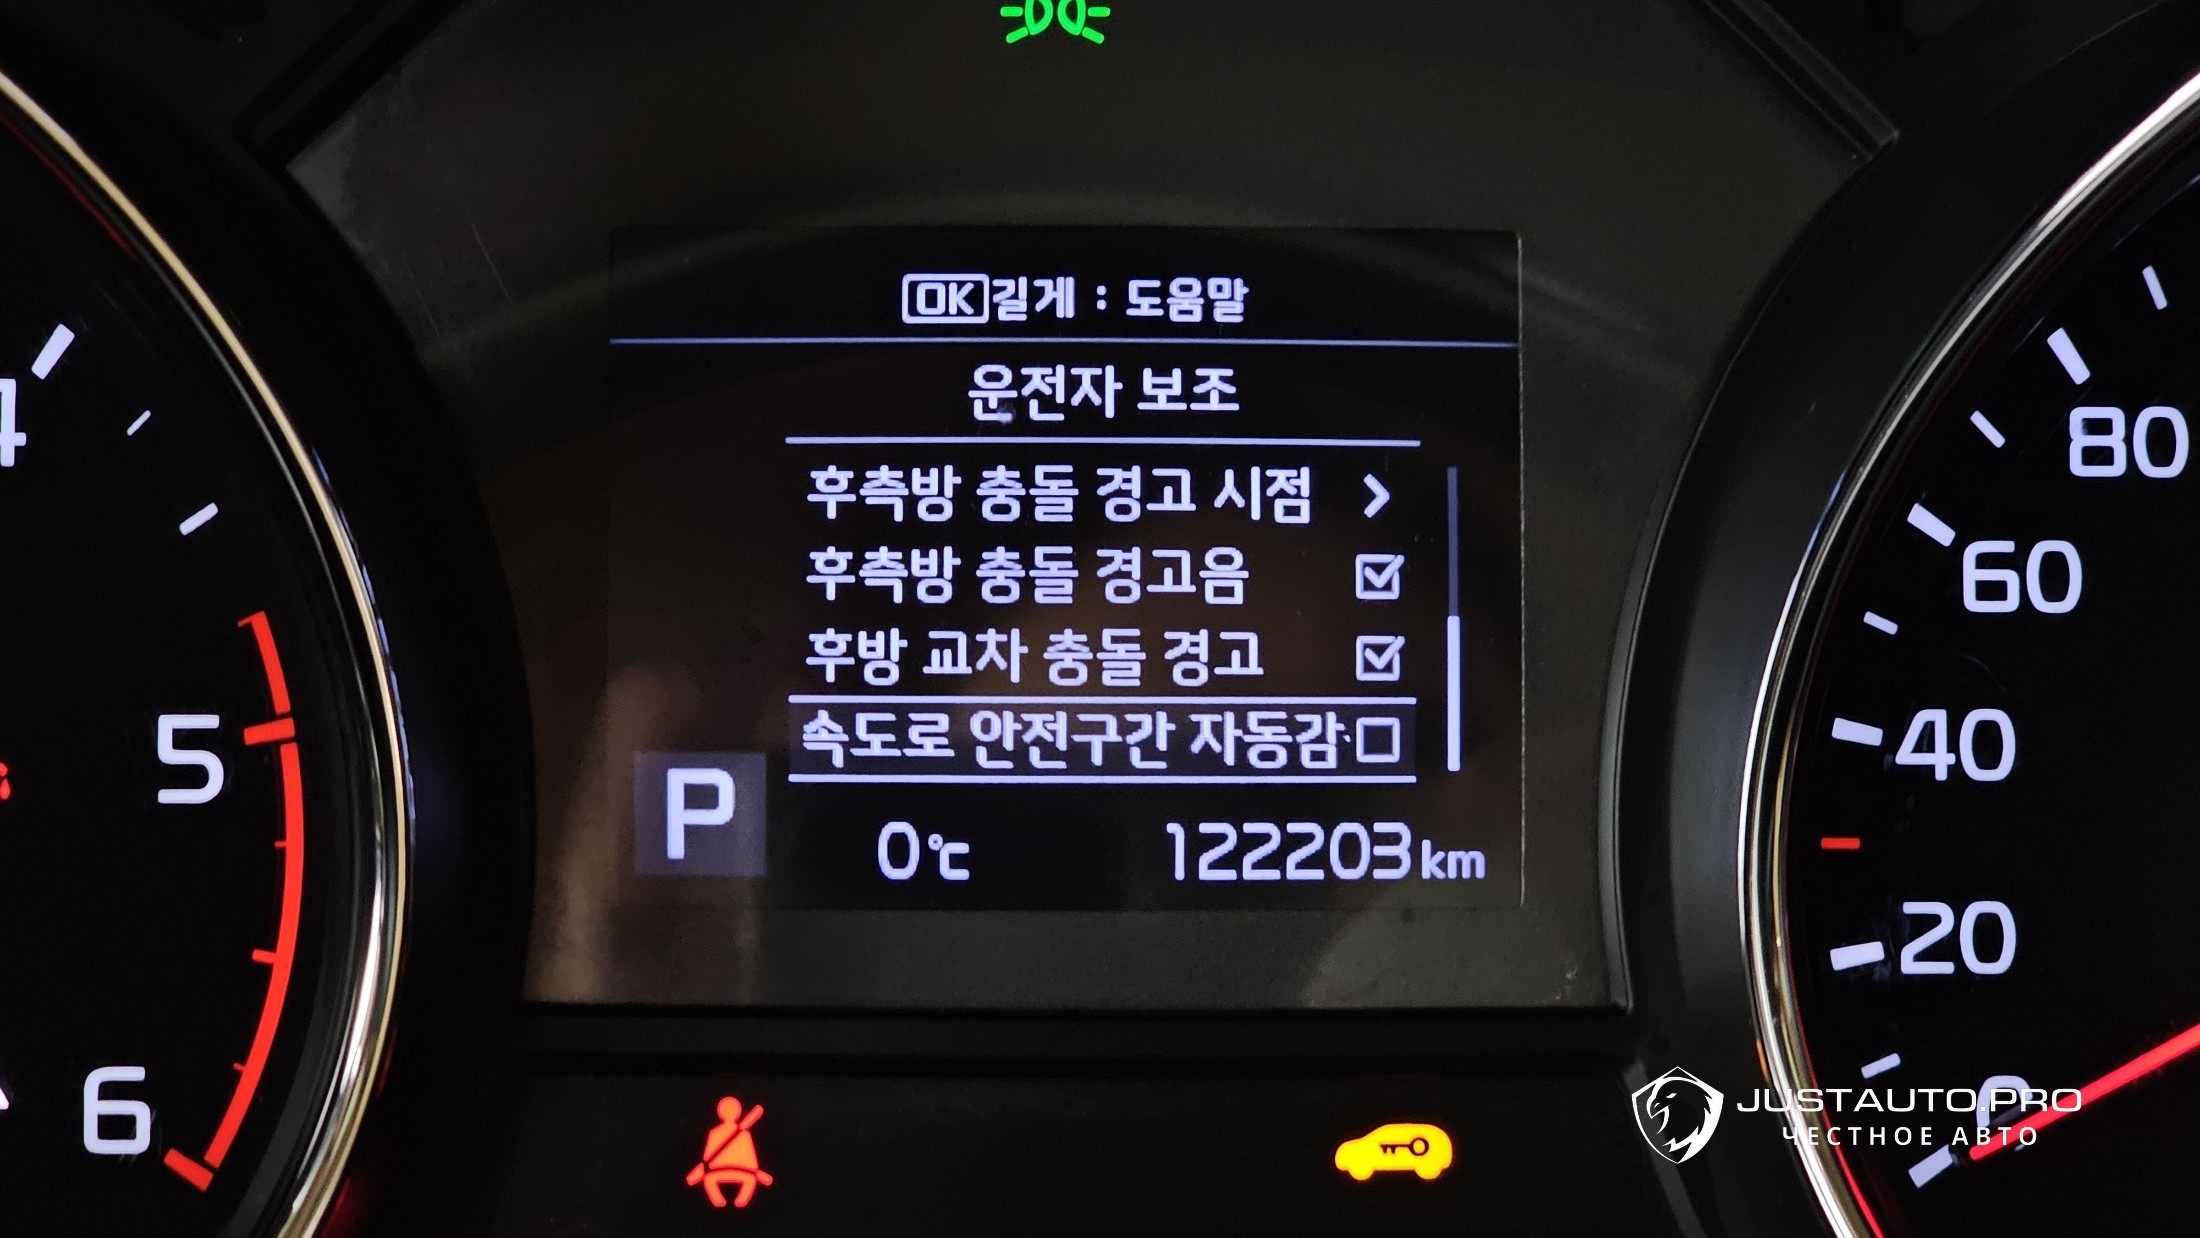 OK길게 : 도움말
운전자 보조
후측방 충돌 경고 시점
후측방 충돌 경고음
후방 교차 충돌 경고
속도로 안전구간 자동감
P
0℃
122203 km
4
5
6
80
60
40
20
0
JUSTAUTO.PRO
ЧЕСТНОЕ АВТО